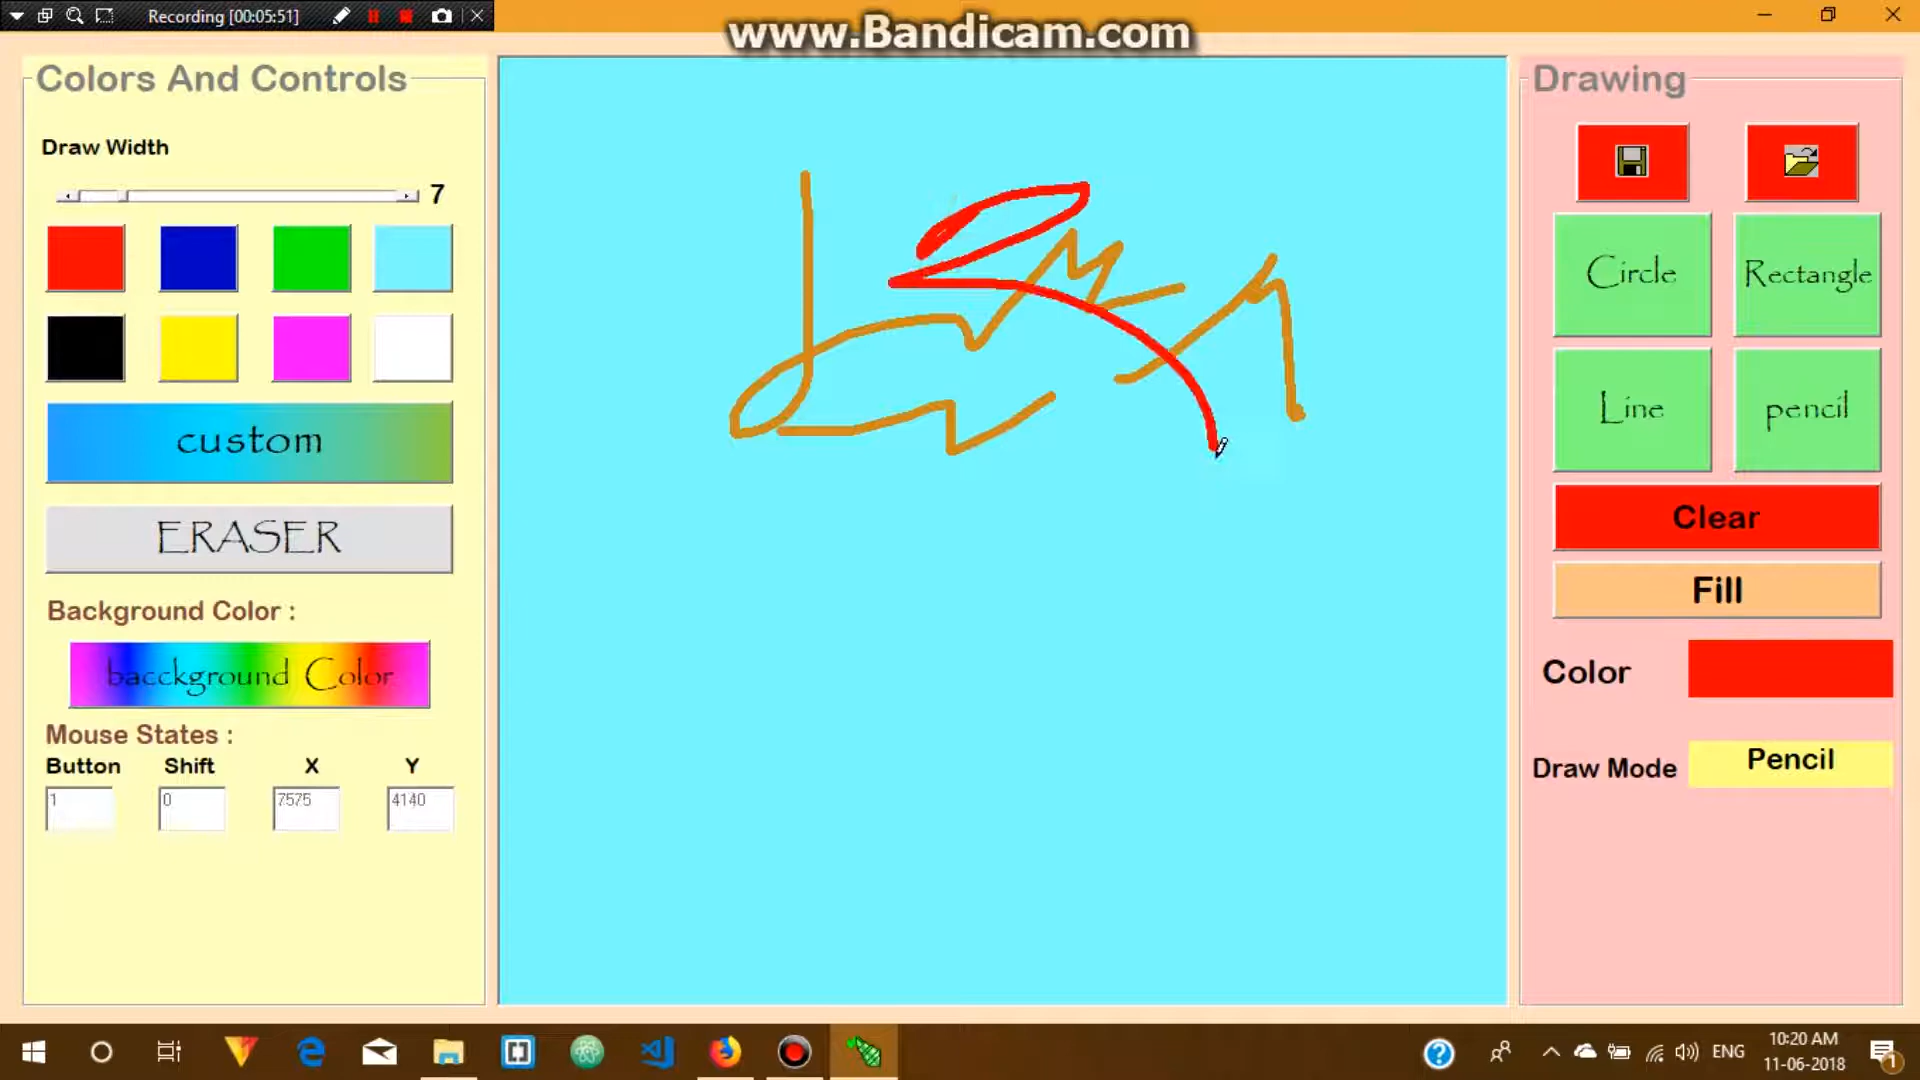 Recording [00:05:51]
www.Bandicam.com
Colors And Controls
Draw Width
7
custom
ERASER
Background Color :
bacckground Color
Mouse States :
Button Shift X Y
1 0 7575 4140
Drawing
Circle Rectangle
Line pencil
Clear
Fill
Color
Draw Mode Pencil
ENG
10:20 AM
11-06-2018
1